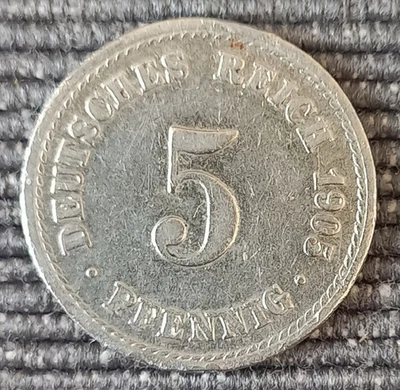 DEUTSCHES REICH 1905
5
PFENNIG